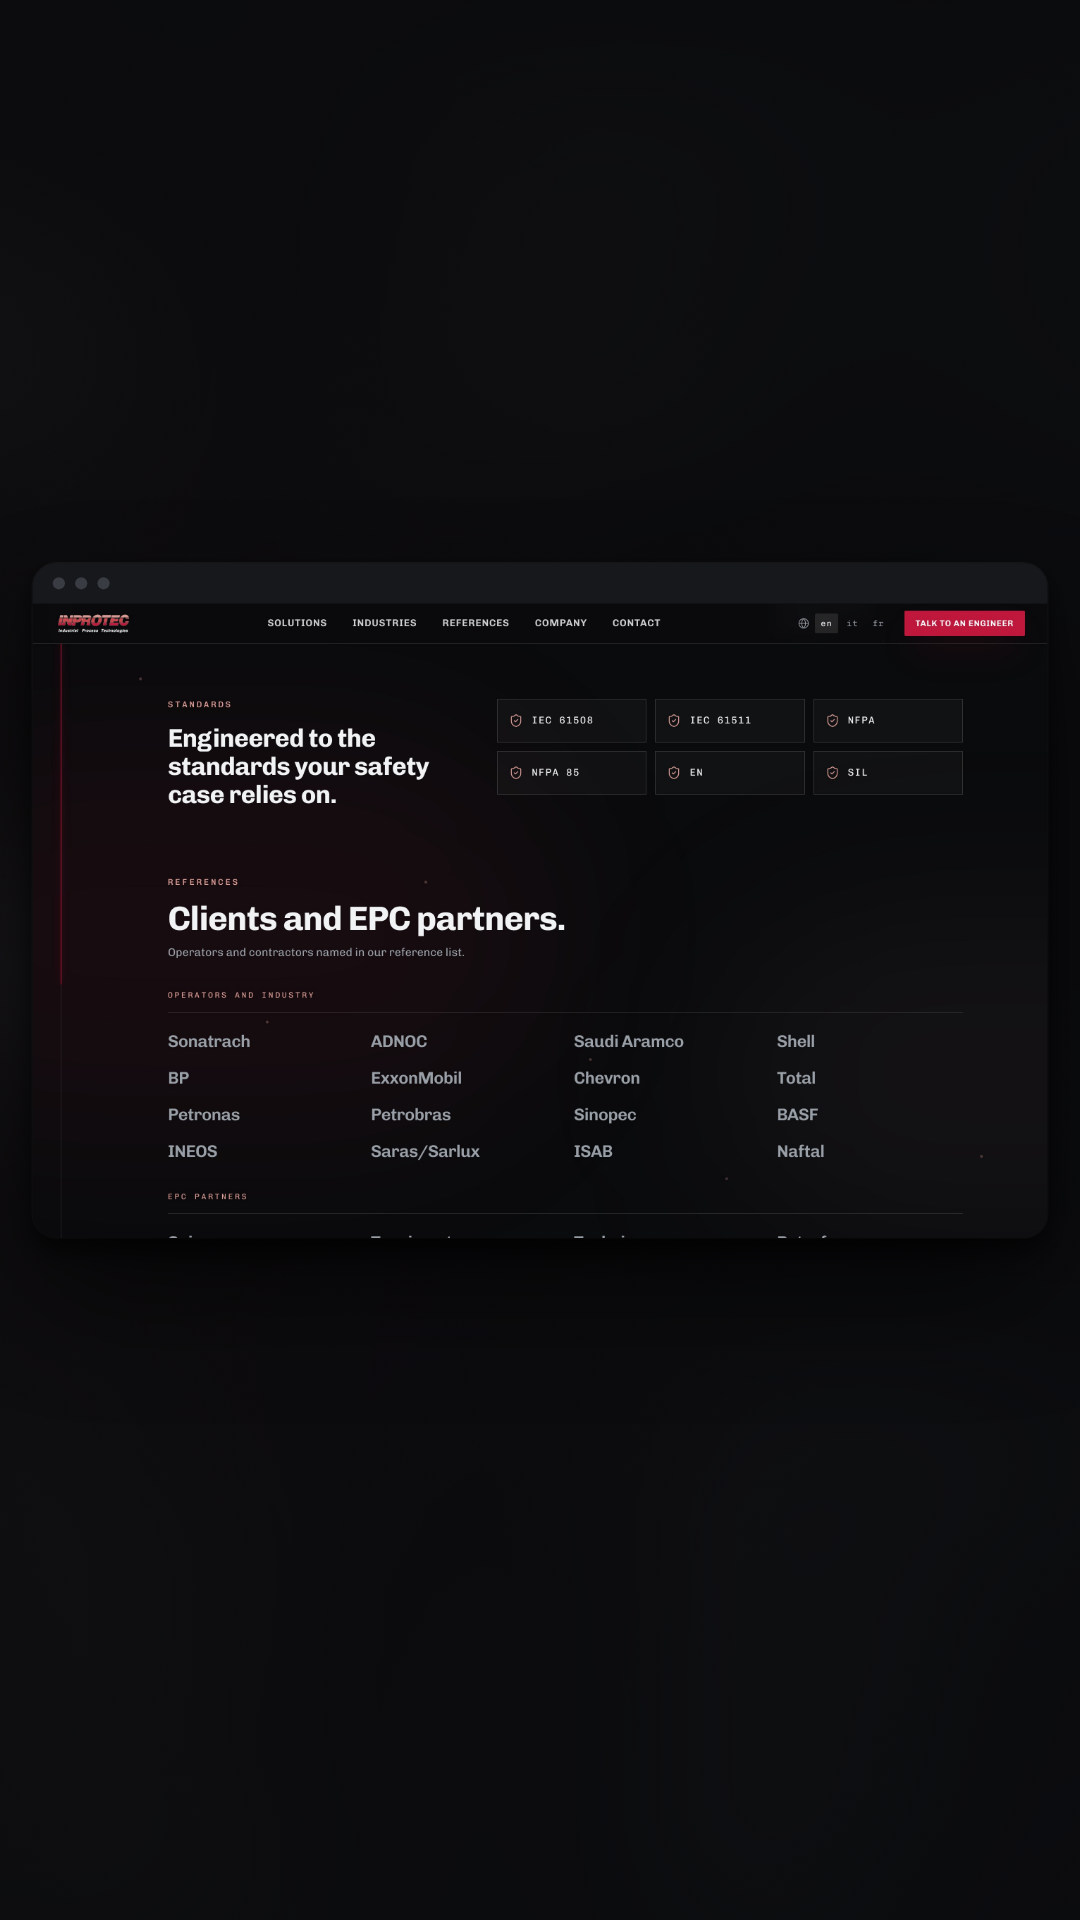 INPROTEC
Industrial Process Technologies
SOLUTIONS INDUSTRIES REFERENCES COMPANY CONTACT
en it fr
TALK TO AN ENGINEER
STANDARDS
Engineered to the
standards your safety
case relies on.
IEC 61508 IEC 61511 NFPA
NFPA 85 EN SIL
REFERENCES
Clients and EPC partners.
Operators and contractors named in our reference list.
OPERATORS AND INDUSTRY
Sonatrach ADNOC Saudi Aramco Shell
BP ExxonMobil Chevron Total
Petronas Petrobras Sinopec BASF
INEOS Saras/Sarlux ISAB Naftal
EPC PARTNERS